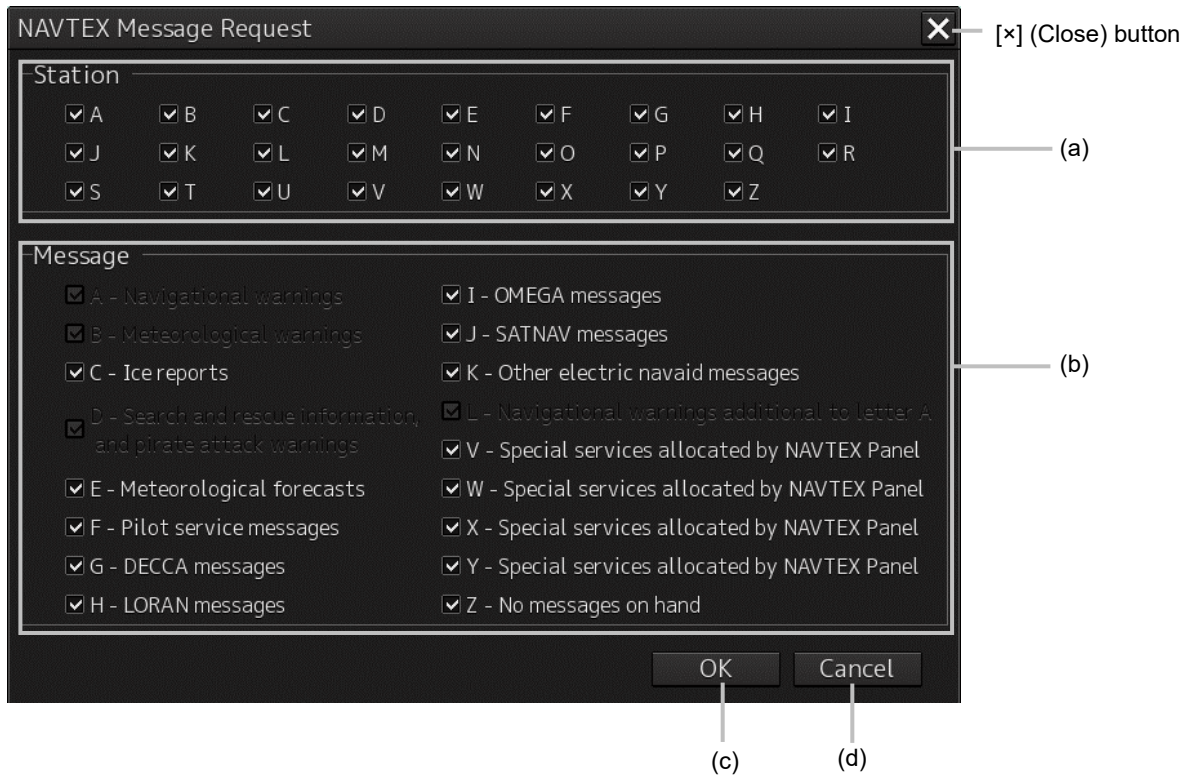 NAVTEX Message Request
[×] (Close) button
Station
A B C D E F G H I
J K L M N O P Q R
(a)
S T U V W X Y Z
Message
A - Navigational warnings
B - Meteorological warnings
C - Ice reports
D - Search and rescue information,
and pirate attack warnings
E - Meteorological forecasts
F - Pilot service messages
G - DECCA messages
H - LORAN messages
I - OMEGA messages
J - SATNAV messages
K - Other electric navaid messages
L - Navigational warnings additional to letter A
V - Special services allocated by NAVTEX Panel
W - Special services allocated by NAVTEX Panel
X - Special services allocated by NAVTEX Panel
Y - Special services allocated by NAVTEX Panel
Z - No messages on hand
(b)
OK Cancel
(c) (d)